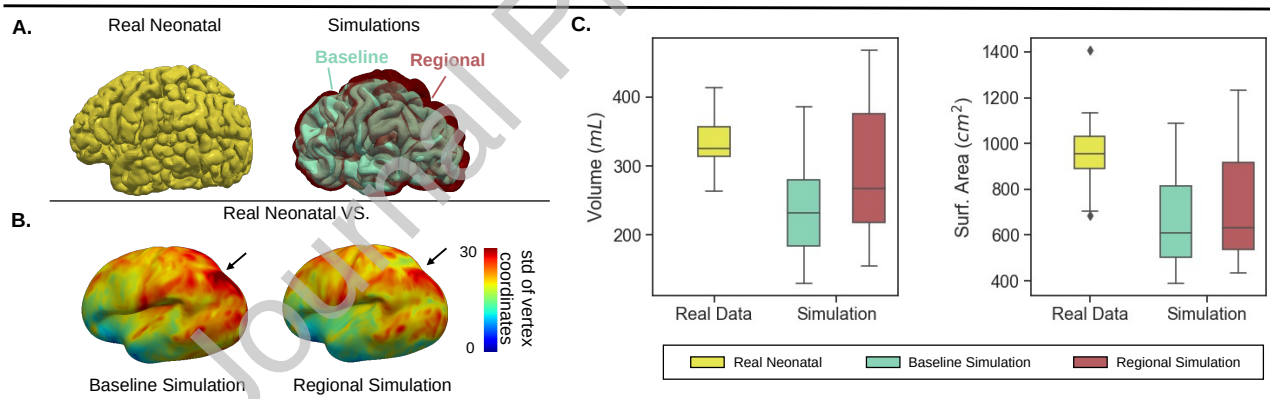 A.
Real Neonatal
Simulations
Baseline
Regional
Real Neonatal VS.
B.
30
0
std of vertex
coordinates
Baseline Simulation
Regional Simulation
C.
Volume (mL)
400
300
200
Real Data
Simulation
Surf. Area (cm²)
1400
1200
1000
800
600
400
Real Data
Simulation
Real Neonatal
Baseline Simulation
Regional Simulation
Journal P